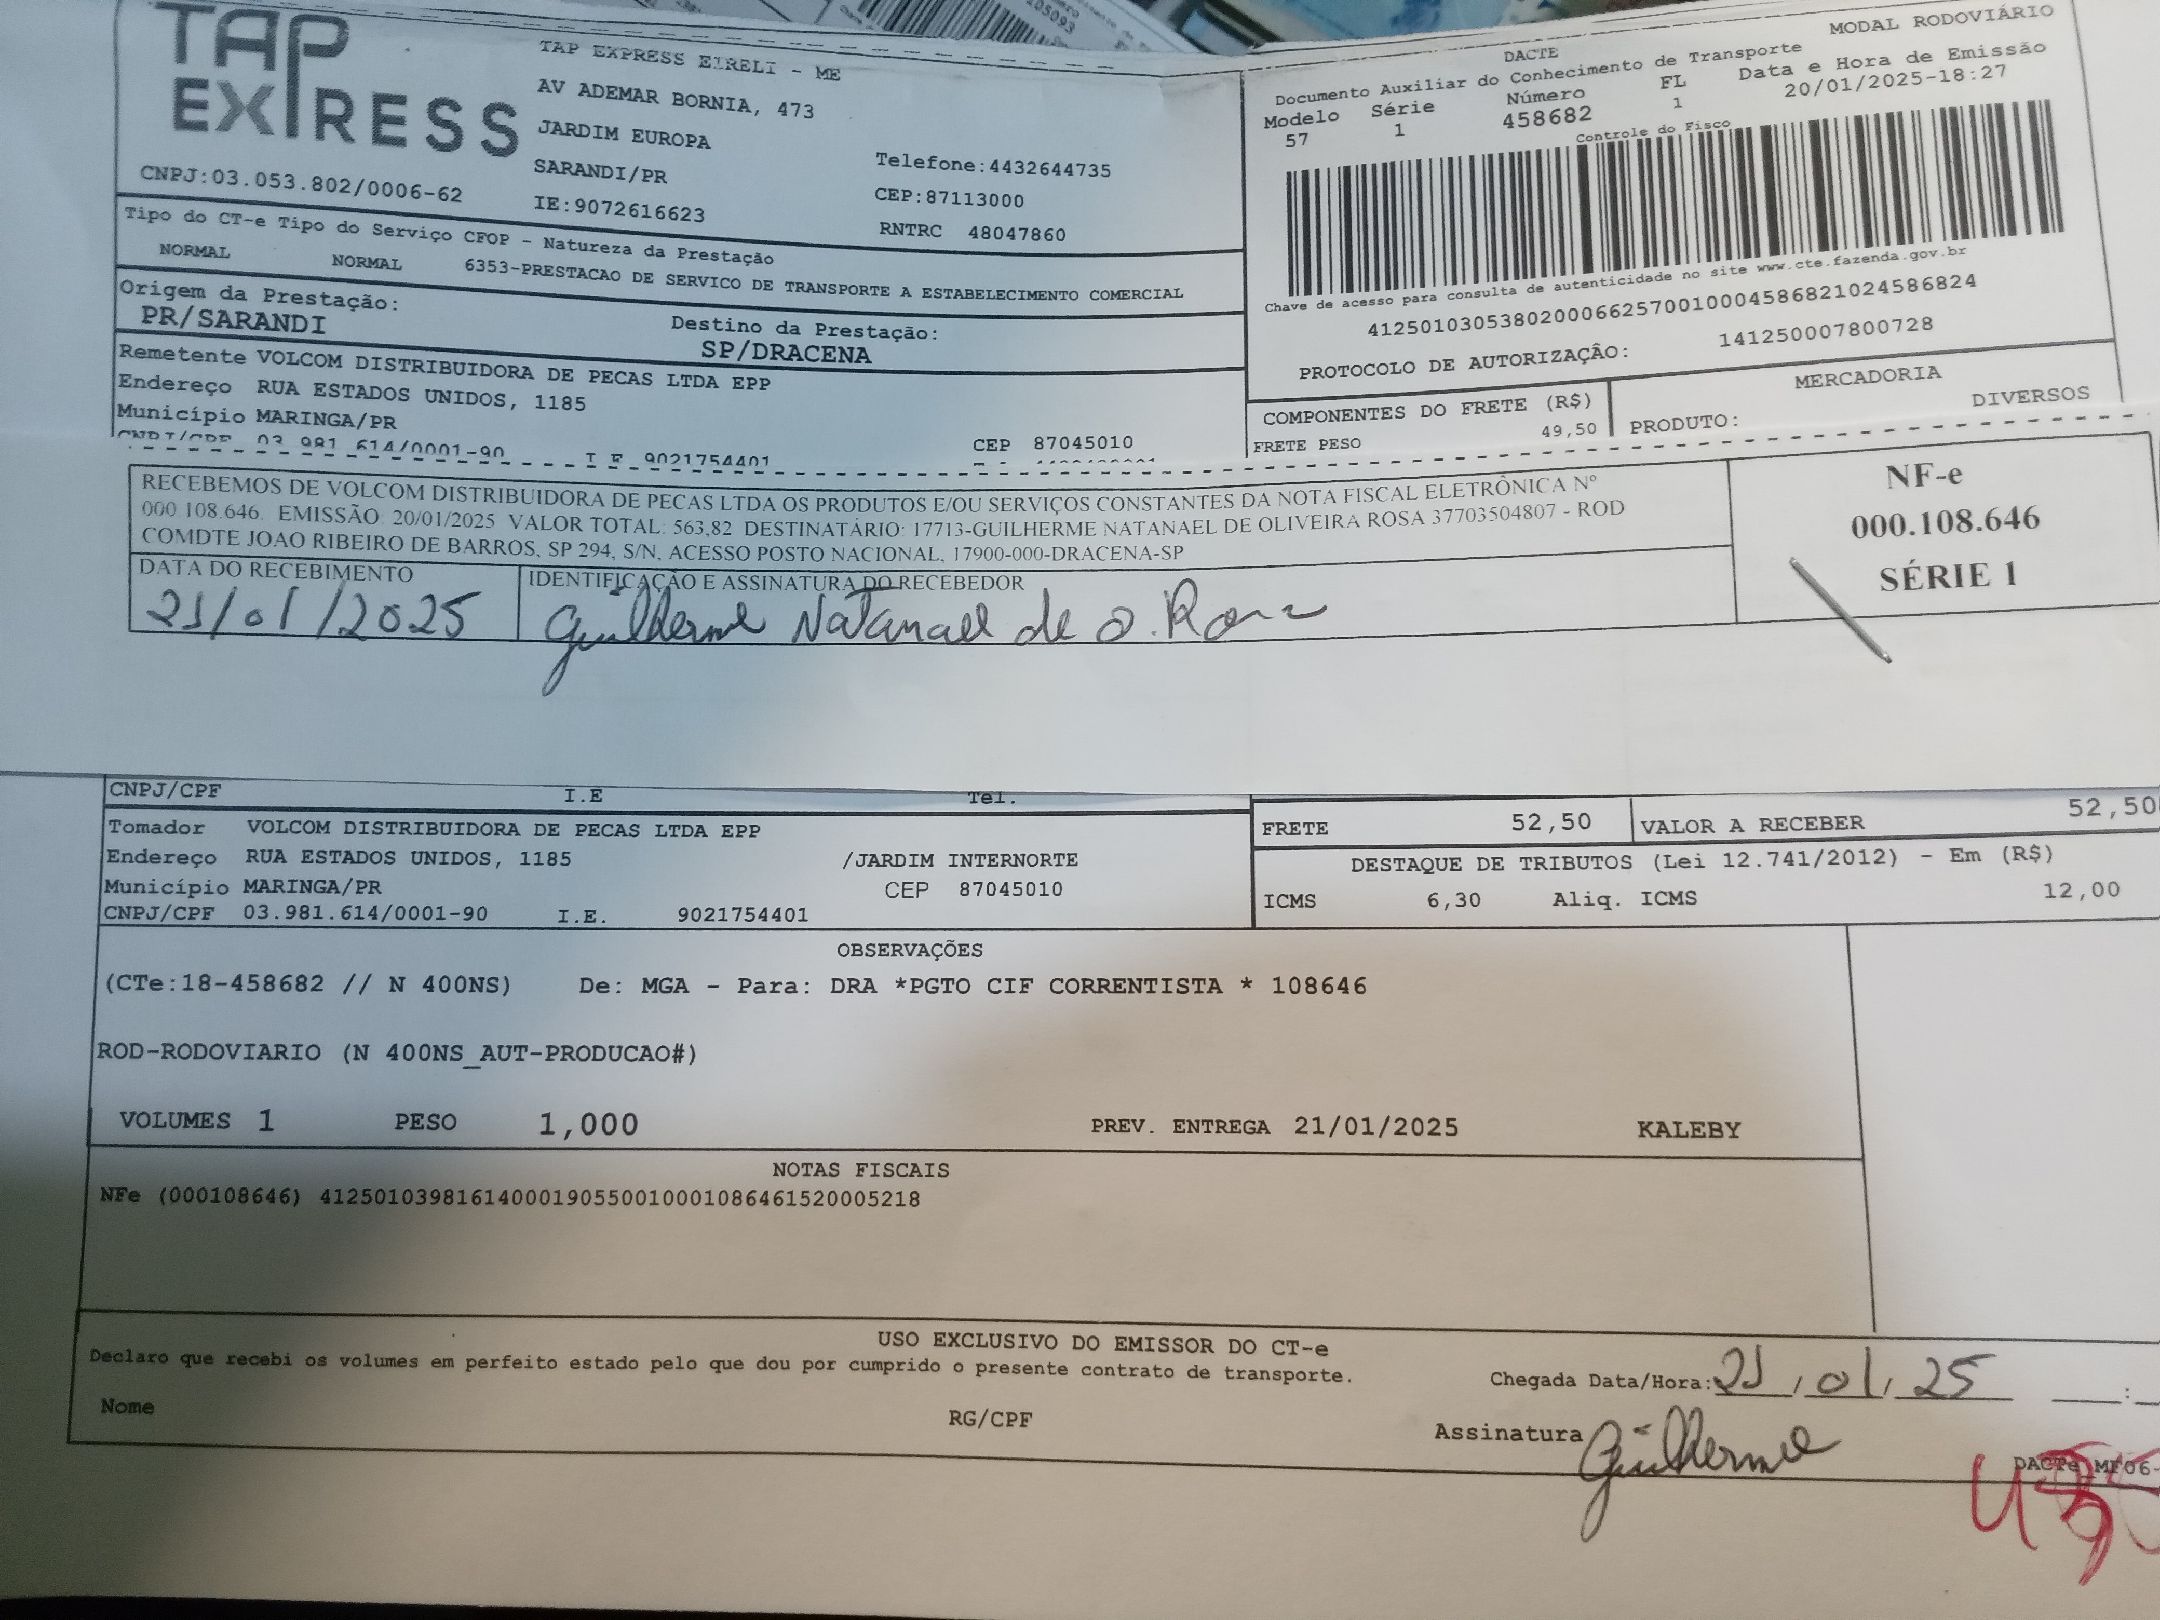 TAP EXPRESS
TAP EXPRESS EIRELI - ME
AV ADEMAR BORNIA, 473
JARDIM EUROPA
SARANDI/PR
Telefone:4432644735
CEP:87113000
CNPJ:03.053.802/0006-62
IE:9072616623
RNTRC 48047860
Tipo do CT-e Tipo do Serviço CFOP - Natureza da Prestação
NORMAL NORMAL 6353-PRESTACAO DE SERVICO DE TRANSPORTE A ESTABELECIMENTO COMERCIAL
Origem da Prestação:
PR/SARANDI
Destino da Prestação:
SP/DRACENA
Remetente VOLCOM DISTRIBUIDORA DE PECAS LTDA EPP
Endereço RUA ESTADOS UNIDOS, 1185
Município MARINGA/PR
CEP 87045010
CNPJ/CPF 03.981.614/0001-90 I.E. 9021754401
DACTE
MODAL RODOVIÁRIO
Documento Auxiliar do Conhecimento de Transporte
Modelo Série Número FL Data e Hora de Emissão
57 1 458682 1 20/01/2025-18:27
Controle do Fisco
Chave de acesso para consulta de autenticidade no site www.cte.fazenda.gov.br
41250103053802000662570010004586821024586824
PROTOCOLO DE AUTORIZAÇÃO: 141250007800728
COMPONENTES DO FRETE (R$)
FRETE PESO 49,50
MERCADORIA
PRODUTO: DIVERSOS
RECEBEMOS DE VOLCOM DISTRIBUIDORA DE PECAS LTDA OS PRODUTOS E/OU SERVIÇOS CONSTANTES DA NOTA FISCAL ELETRÔNICA Nº
000.108.646. EMISSÃO: 20/01/2025 VALOR TOTAL: 563,82 DESTINATÁRIO: 17713-GUILHERME NATANAEL DE OLIVEIRA ROSA 37703504807 - ROD
COMDTE JOAO RIBEIRO DE BARROS, SP 294, S/N, ACESSO POSTO NACIONAL, 17900-000-DRACENA-SP
DATA DO RECEBIMENTO
21/01/2025
IDENTIFICAÇÃO E ASSINATURA DO RECEBEDOR
Guilherme Natanael de O. Rosa
NF-e
000.108.646
SÉRIE 1
CNPJ/CPF I.E Tel.
Tomador VOLCOM DISTRIBUIDORA DE PECAS LTDA EPP
Endereço RUA ESTADOS UNIDOS, 1185 /JARDIM INTERNORTE
Município MARINGA/PR CEP 87045010
CNPJ/CPF 03.981.614/0001-90 I.E. 9021754401
FRETE 52,50 VALOR A RECEBER 52,50
DESTAQUE DE TRIBUTOS (Lei 12.741/2012) - Em (R$)
ICMS 6,30 Aliq. ICMS 12,00
OBSERVAÇÕES
(CTe:18-458682 // N 400NS) De: MGA - Para: DRA *PGTO CIF CORRENTISTA * 108646
ROD-RODOVIARIO (N 400NS_AUT-PRODUCAO#)
VOLUMES 1 PESO 1,000 PREV. ENTREGA 21/01/2025 KALEBY
NOTAS FISCAIS
NFe (000108646) 41250103981614000190550010001086461520005218
USO EXCLUSIVO DO EMISSOR DO CT-e
Declaro que recebi os volumes em perfeito estado pelo que dou por cumprido o presente contrato de transporte.
Chegada Data/Hora: 21/01/25 :
Nome RG/CPF Assinatura Guilherme
DACTe_MF06-